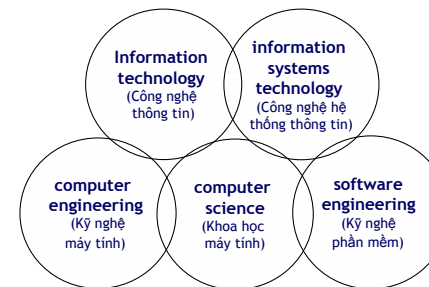 Information
technology
(Công nghệ
thông tin)
information
systems
technology
(Công nghệ hệ
thống thông tin)
computer
engineering
(Kỹ nghệ
máy tính)
computer
science
(Khoa học
máy tính)
software
engineering
(Kỹ nghệ
phần mềm)